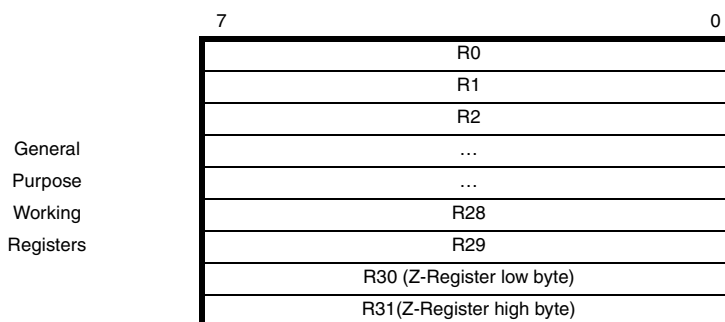 7 0
R0
R1
R2
General …
Purpose …
Working R28
Registers R29
R30 (Z-Register low byte)
R31(Z-Register high byte)